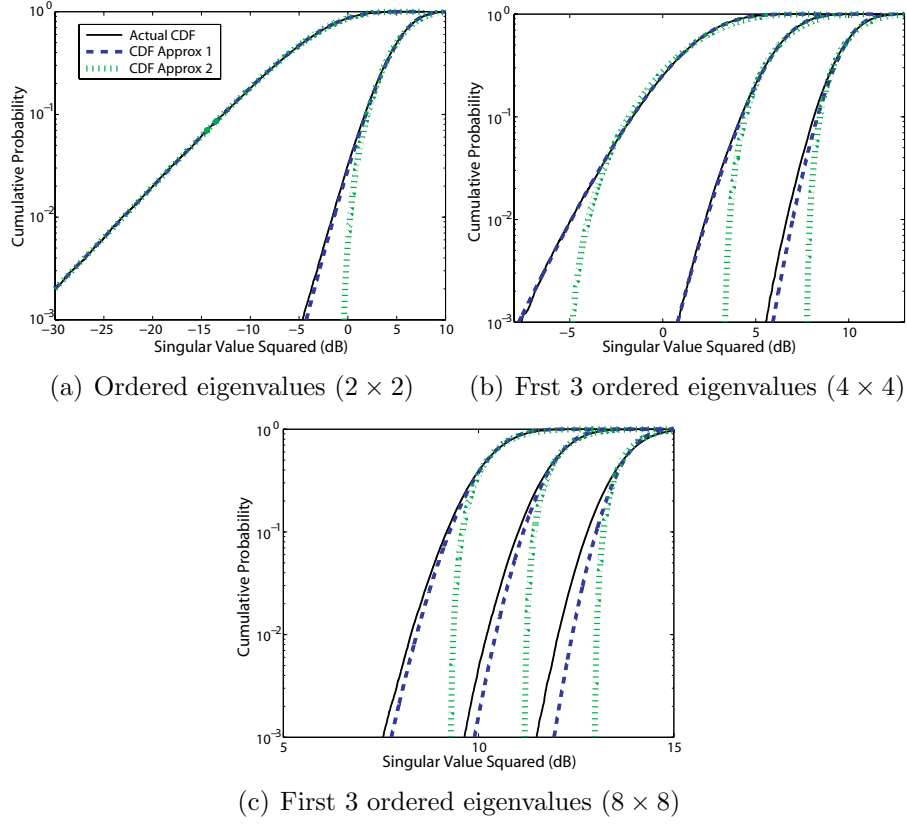 10^0
10^-1
10^-2
10^-3
Cumulative Probability
Actual CDF
CDF Approx 1
CDF Approx 2
−30 −25 −20 −15 −10 −5 0 5 10
Singular Value Squared (dB)
(a) Ordered eigenvalues (2 × 2)
10^0
10^-1
10^-2
10^-3
Cumulative Probability
−5 0 5 10
Singular Value Squared (dB)
(b) Frst 3 ordered eigenvalues (4 × 4)
10^0
10^-1
10^-2
10^-3
Cumulative Probability
5 10 15
Singular Value Squared (dB)
(c) First 3 ordered eigenvalues (8 × 8)